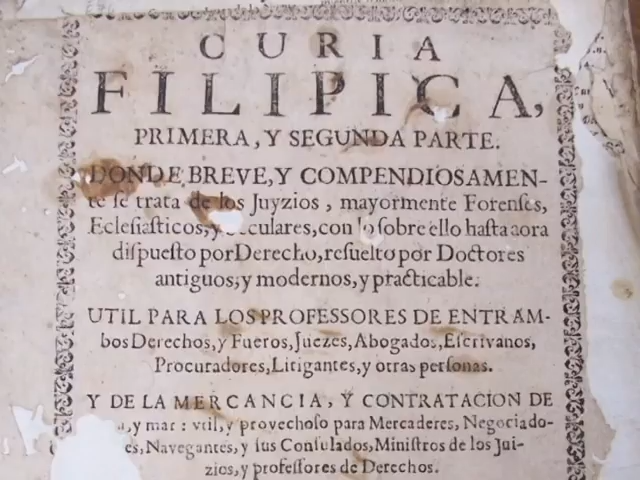 CURIA
FILIPICA,
PRIMERA, Y SEGUNDA PARTE.
DONDE BREVE, Y COMPENDIOSAMEN-
te se trata de los Juyzios, mayormente Forenses,
Eclesiasticos, y Seculares, con lo sobre ello hasta aora
dispuesto por Derecho, resuelto por Doctores
antiguos, y modernos, y practicable.
UTIL PARA LOS PROFESSORES DE ENTRAM-
bos Derechos, y Fueros, Juezes, Abogados, Escrivanos,
Procuradores, Litigantes, y otras personas.
Y DE LA MERCANCIA, Y CONTRATACION DE
, y mar: vtil, y provechoso para Mercaderes, Negociado-
es, Navegantes, y sus Consulados, Ministros de los Jui-
zios, y professores de Derechos.